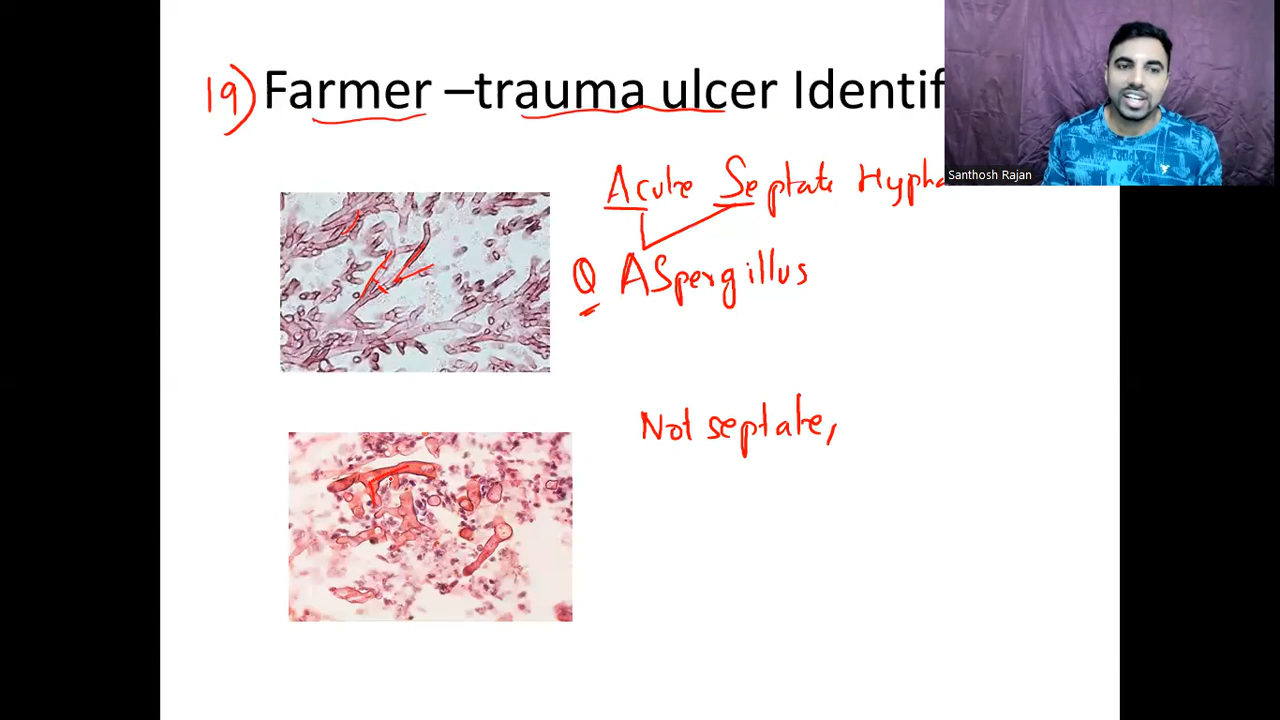 19) Farmer –trauma ulcer Identif
Acute Septate Hypha
Santhosh Rajan
Q ASpergillus
Not septate,